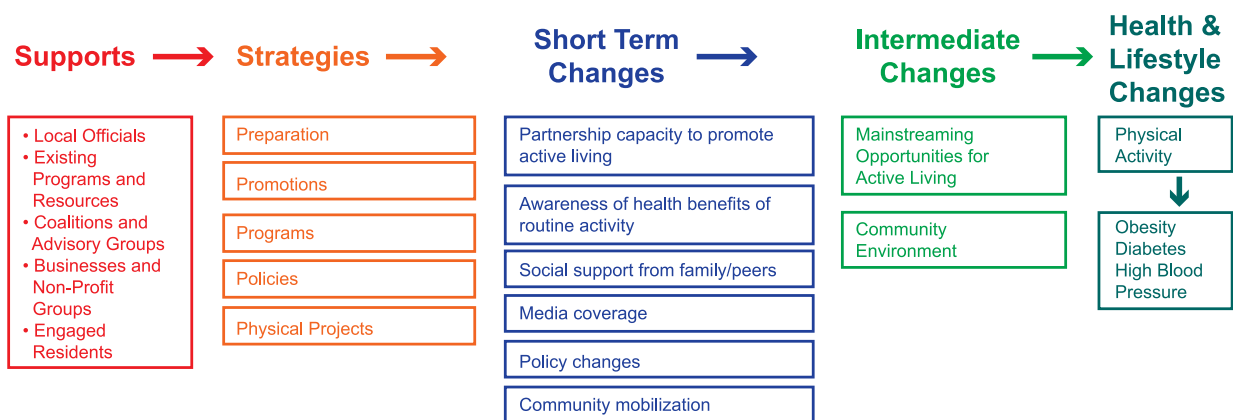 Supports
Strategies
Short Term
Changes
Intermediate
Changes
Health &
Lifestyle
Changes
• Local Officials
• Existing
Programs and
Resources
• Coalitions and
Advisory Groups
• Businesses and
Non-Profit
Groups
• Engaged
Residents
Preparation
Promotions
Programs
Policies
Physical Projects
Partnership capacity to promote
active living
Awareness of health benefits of
routine activity
Social support from family/peers
Media coverage
Policy changes
Community mobilization
Mainstreaming
Opportunities for
Active Living
Community
Environment
Physical
Activity
Obesity
Diabetes
High Blood
Pressure